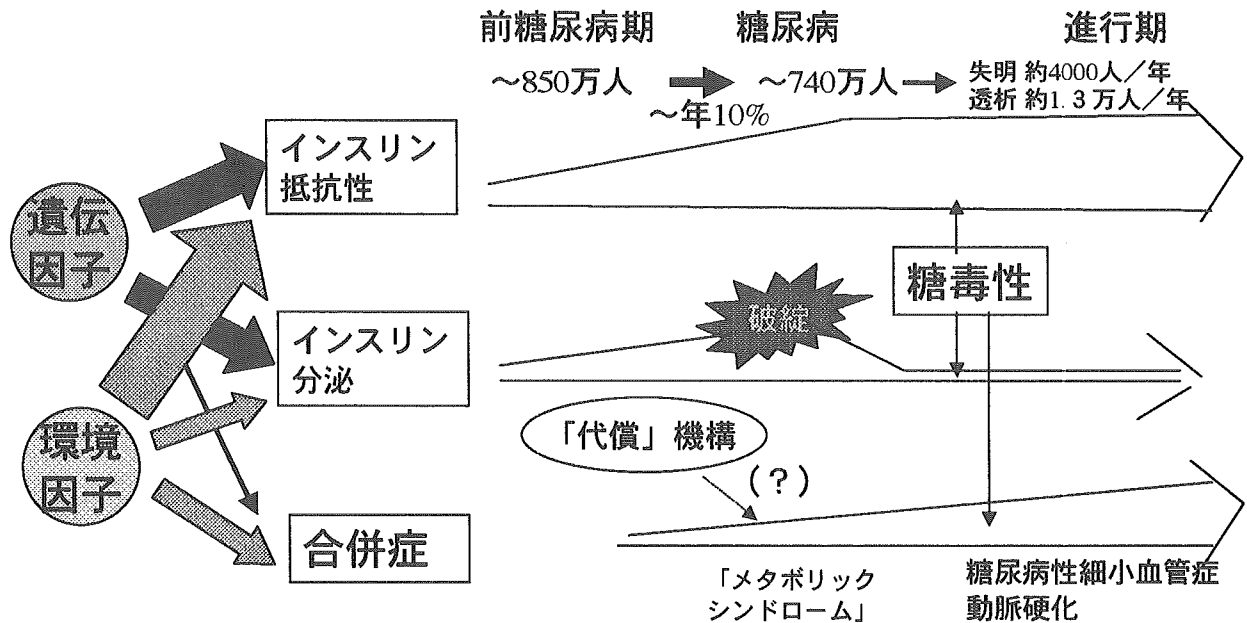 前糖尿病期
糖尿病
進行期
～850万人
～年10%
～740万人
失明 約4000人／年
透析 約1.3万人／年
インスリン
抵抗性
遺伝
因子
糖毒性
破綻
インスリン
分泌
「代償」機構
(？)
環境
因子
合併症
「メタボリック
シンドローム」
糖尿病性細小血管症
動脈硬化